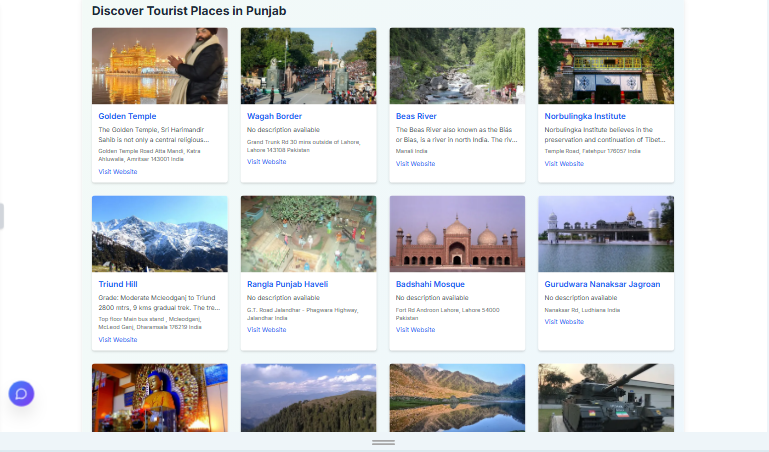 Discover Tourist Places in Punjab
Golden Temple
The Golden Temple, Sri Harimandir
Sahib is not only a central religious...
Golden Temple Road Atta Mandi, Katra
Ahluwalia, Amritsar 143001 India
Visit Website
Wagah Border
No description available
Grand Trunk Rd 30 mins outside of Lahore,
Lahore 143108 Pakistan
Visit Website
Beas River
The Beas River also known as the Biás
or Bias, is a river in north India. The riv...
Manali India
Visit Website
Norbulingka Institute
Norbulingka Institute believes in the
preservation and continuation of Tibet...
Temple Road, Fatehpur 176057 India
Visit Website
Triund Hill
Grade: Moderate Mcleodganj to Triund
2800 mtrs, 9 kms gradual trek. The tre...
Top floor Main bus stand , Mcleodganj,
McLeod Ganj, Dharamsala 176219 India
Visit Website
Rangla Punjab Haveli
No description available
G.T. Road Jalandhar - Phagwara Highway,
Jalandhar India
Visit Website
Badshahi Mosque
No description available
Fort Rd Androon Lahore, Lahore 54000
Pakistan
Visit Website
Gurudwara Nanaksar Jagroan
No description available
Nanaksar Rd, Ludhiana India
Visit Website